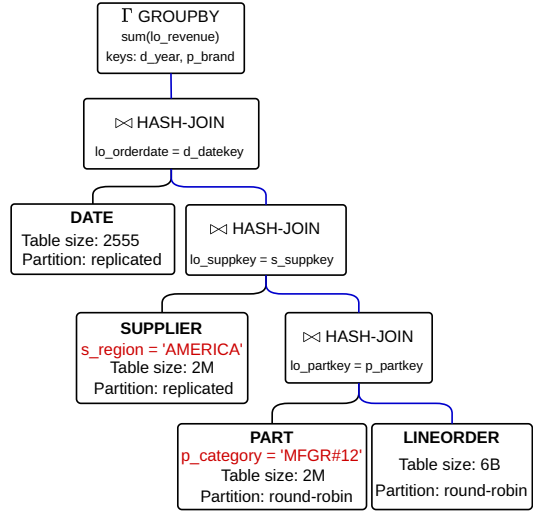 Γ GROUPBY
sum(lo_revenue)
keys: d_year, p_brand
⋈ HASH-JOIN
lo_orderdate = d_datekey
DATE
Table size: 2555
Partition: replicated
⋈ HASH-JOIN
lo_suppkey = s_suppkey
SUPPLIER
s_region = 'AMERICA'
Table size: 2M
Partition: replicated
⋈ HASH-JOIN
lo_partkey = p_partkey
PART
p_category = 'MFGR#12'
Table size: 2M
Partition: round-robin
LINEORDER
Table size: 6B
Partition: round-robin